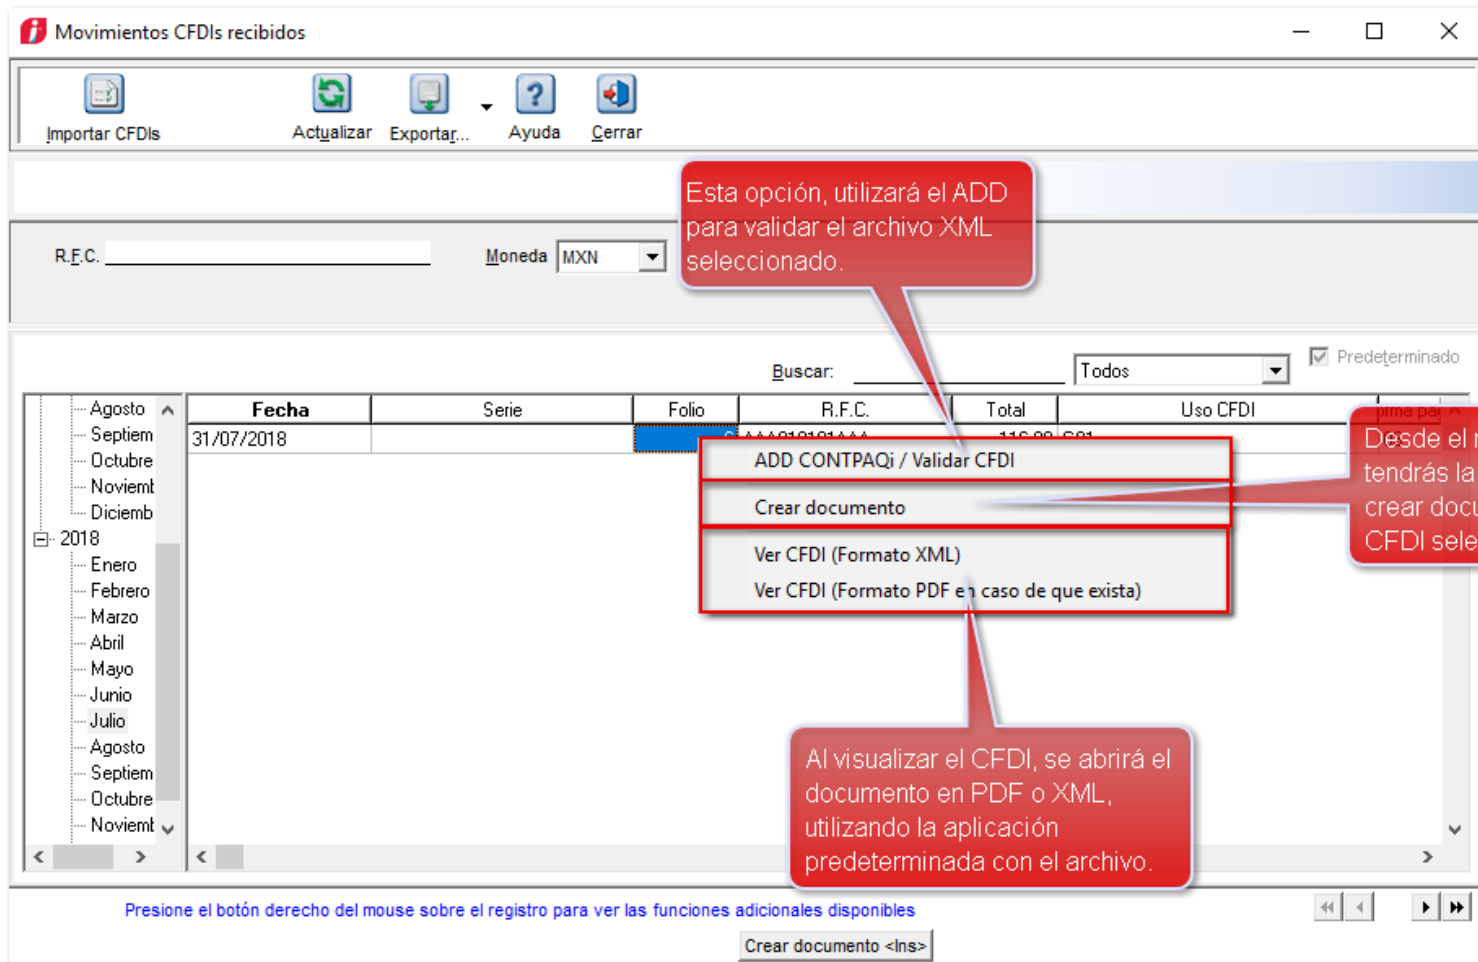 Movimientos CFDIs recibidos
Importar CFDIs
Actualizar
Exportar...
Ayuda
Cerrar
Esta opción, utilizará el ADD
para validar el archivo XML
seleccionado.
R.F.C.
Moneda MXN
Buscar:
Todos
Predeterminado
Agosto
Septiem
Octubre
Noviemt
Diciemb
2018
Enero
Febrero
Marzo
Abril
Mayo
Junio
Julio
Agosto
Septiem
Octubre
Noviemt
Fecha Serie Folio R.F.C. Total Uso CFDI
31/07/2018
ADD CONTPAQi / Validar CFDI
Crear documento
Ver CFDI (Formato XML)
Ver CFDI (Formato PDF en caso de que exista)
Desde el
tendrás la
crear docu
CFDI sele
Al visualizar el CFDI, se abrirá el
documento en PDF o XML,
utilizando la aplicación
predeterminada con el archivo.
Presione el botón derecho del mouse sobre el registro para ver las funciones adicionales disponibles
Crear documento <Ins>